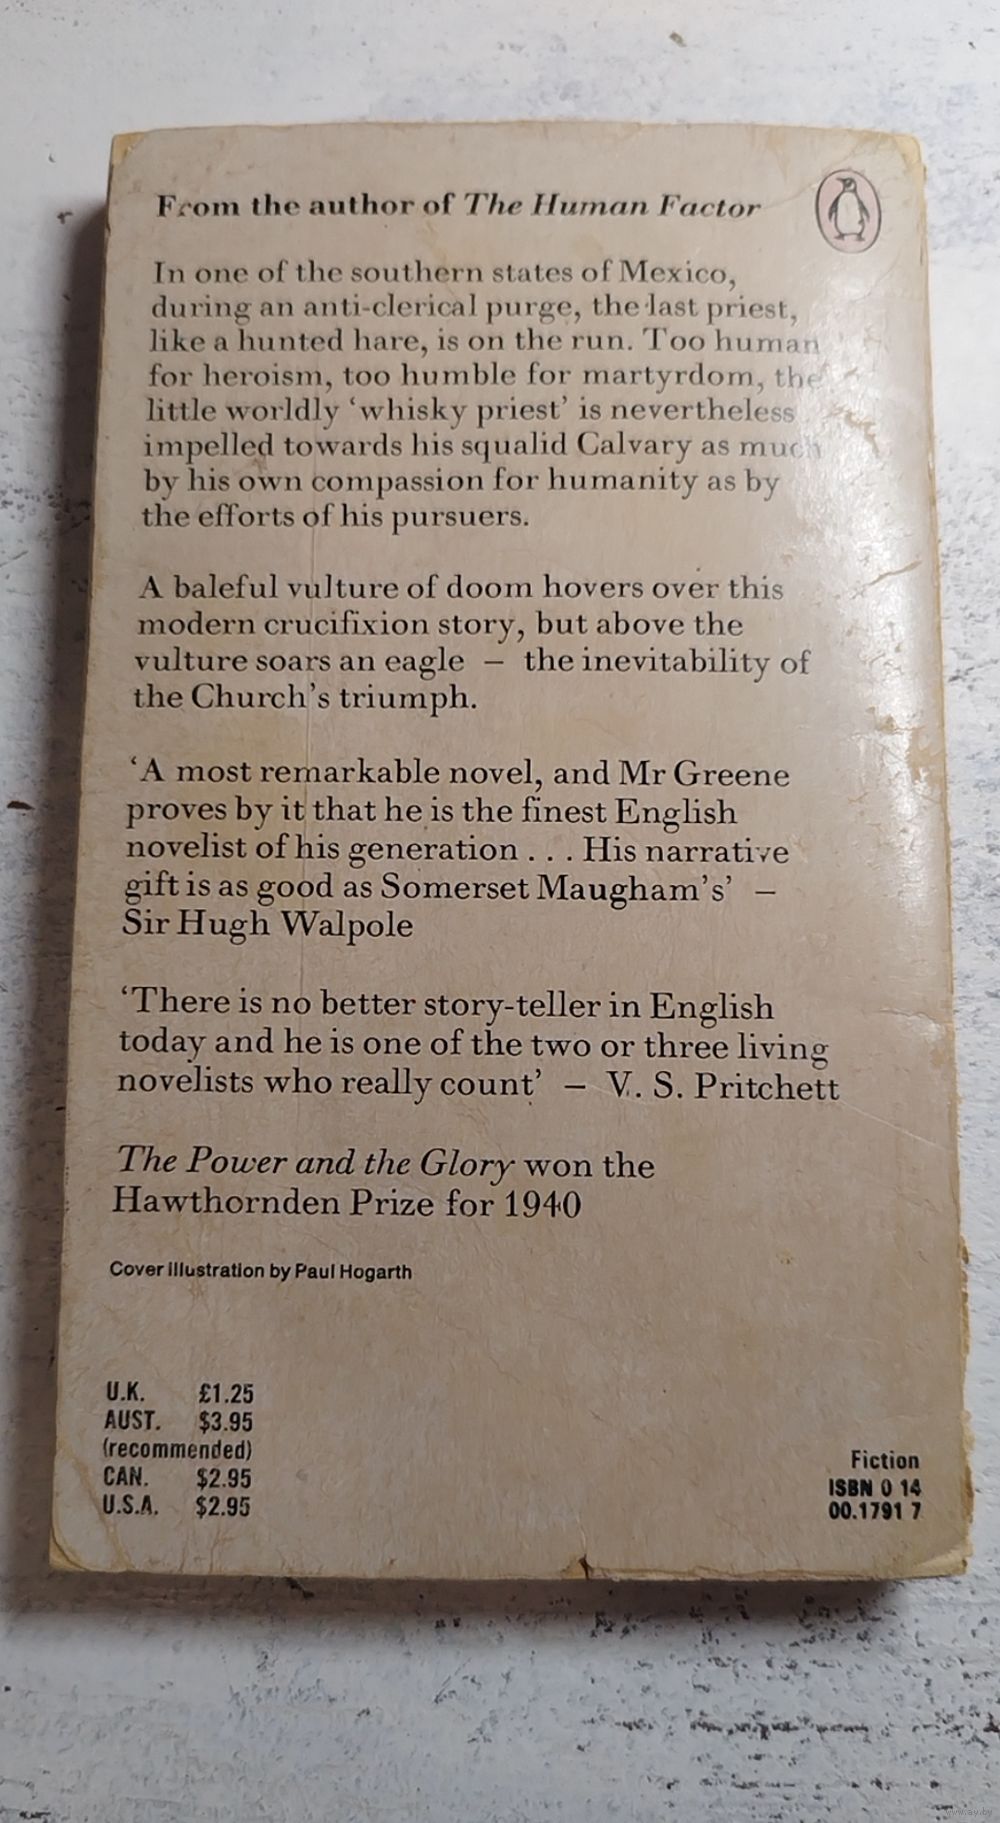 From the author of The Human Factor
In one of the southern states of Mexico,
during an anti-clerical purge, the last priest,
like a hunted hare, is on the run. Too human
for heroism, too humble for martyrdom, the
little worldly ‘whisky priest’ is nevertheless
impelled towards his squalid Calvary as much
by his own compassion for humanity as by
the efforts of his pursuers.
A baleful vulture of doom hovers over this
modern crucifixion story, but above the
vulture soars an eagle – the inevitability of
the Church’s triumph.
‘A most remarkable novel, and Mr Greene
proves by it that he is the finest English
novelist of his generation . . . His narrative
gift is as good as Somerset Maugham’s’ –
Sir Hugh Walpole
‘There is no better story-teller in English
today and he is one of the two or three living
novelists who really count’ – V. S. Pritchett
The Power and the Glory won the
Hawthornden Prize for 1940
Cover illustration by Paul Hogarth
U.K. £1.25
AUST. $3.95
(recommended)
CAN. $2.95
U.S.A. $2.95
Fiction
ISBN 0 14
00.1791 7
www.ay.by